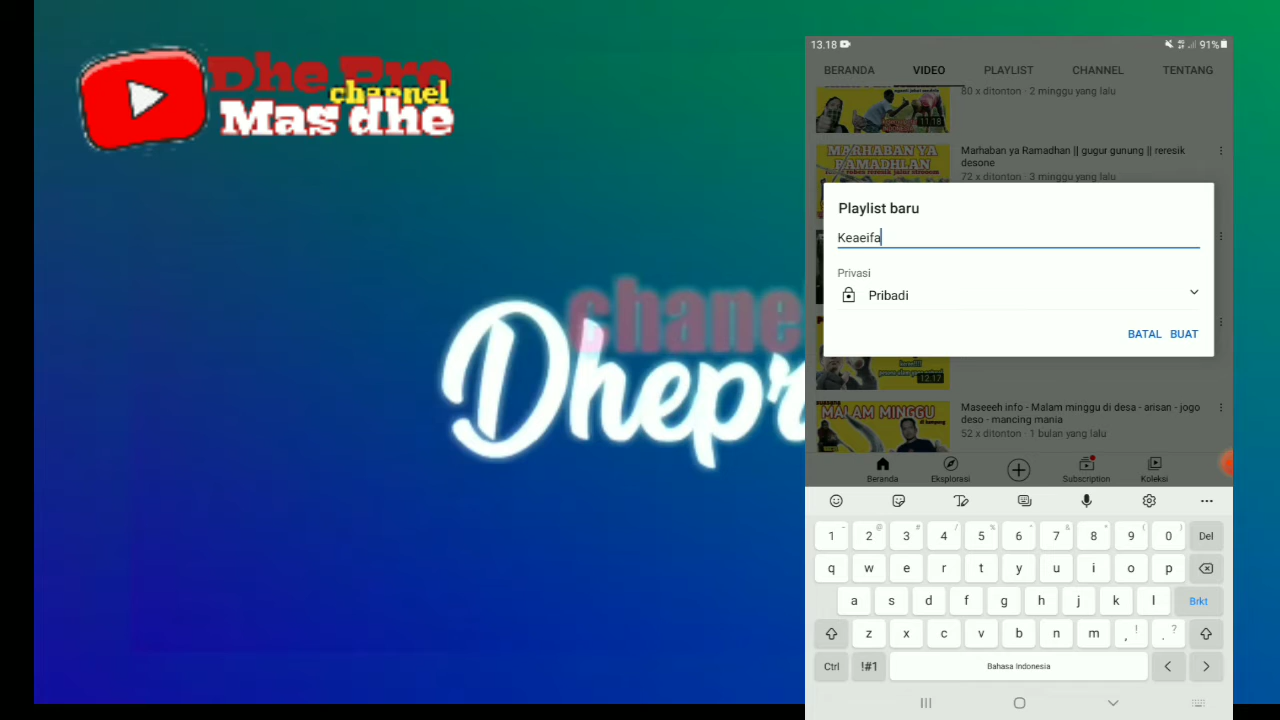 Dhe Pro
channel
Mas dhe
chane
Dhepr
13.18
91%
BERANDA VIDEO PLAYLIST CHANNEL TENTANG
80 x ditonton · 2 minggu yang lalu
11.18
MARHABAN YA
RAMADHLAN
Marhaban ya Ramadhan || gugur gunung || reresik
desone
72 x ditonton · 3 minggu yang lalu
Playlist baru
Keaeifa
Privasi
Pribadi
BATAL BUAT
12.17
MALAM MINGGU
Maseeeh info - Malam minggu di desa - arisan - jogo
deso - mancing mania
52 x ditonton · 1 bulan yang lalu
Beranda Eksplorasi Subscription Koleksi
1 2 3 4 5 6 7 8 9 0 Del
q w e r t y u i o p
a s d f g h j k l Brkt
z x c v b n m , ! . ?
Ctrl !#1 Bahasa Indonesia < >